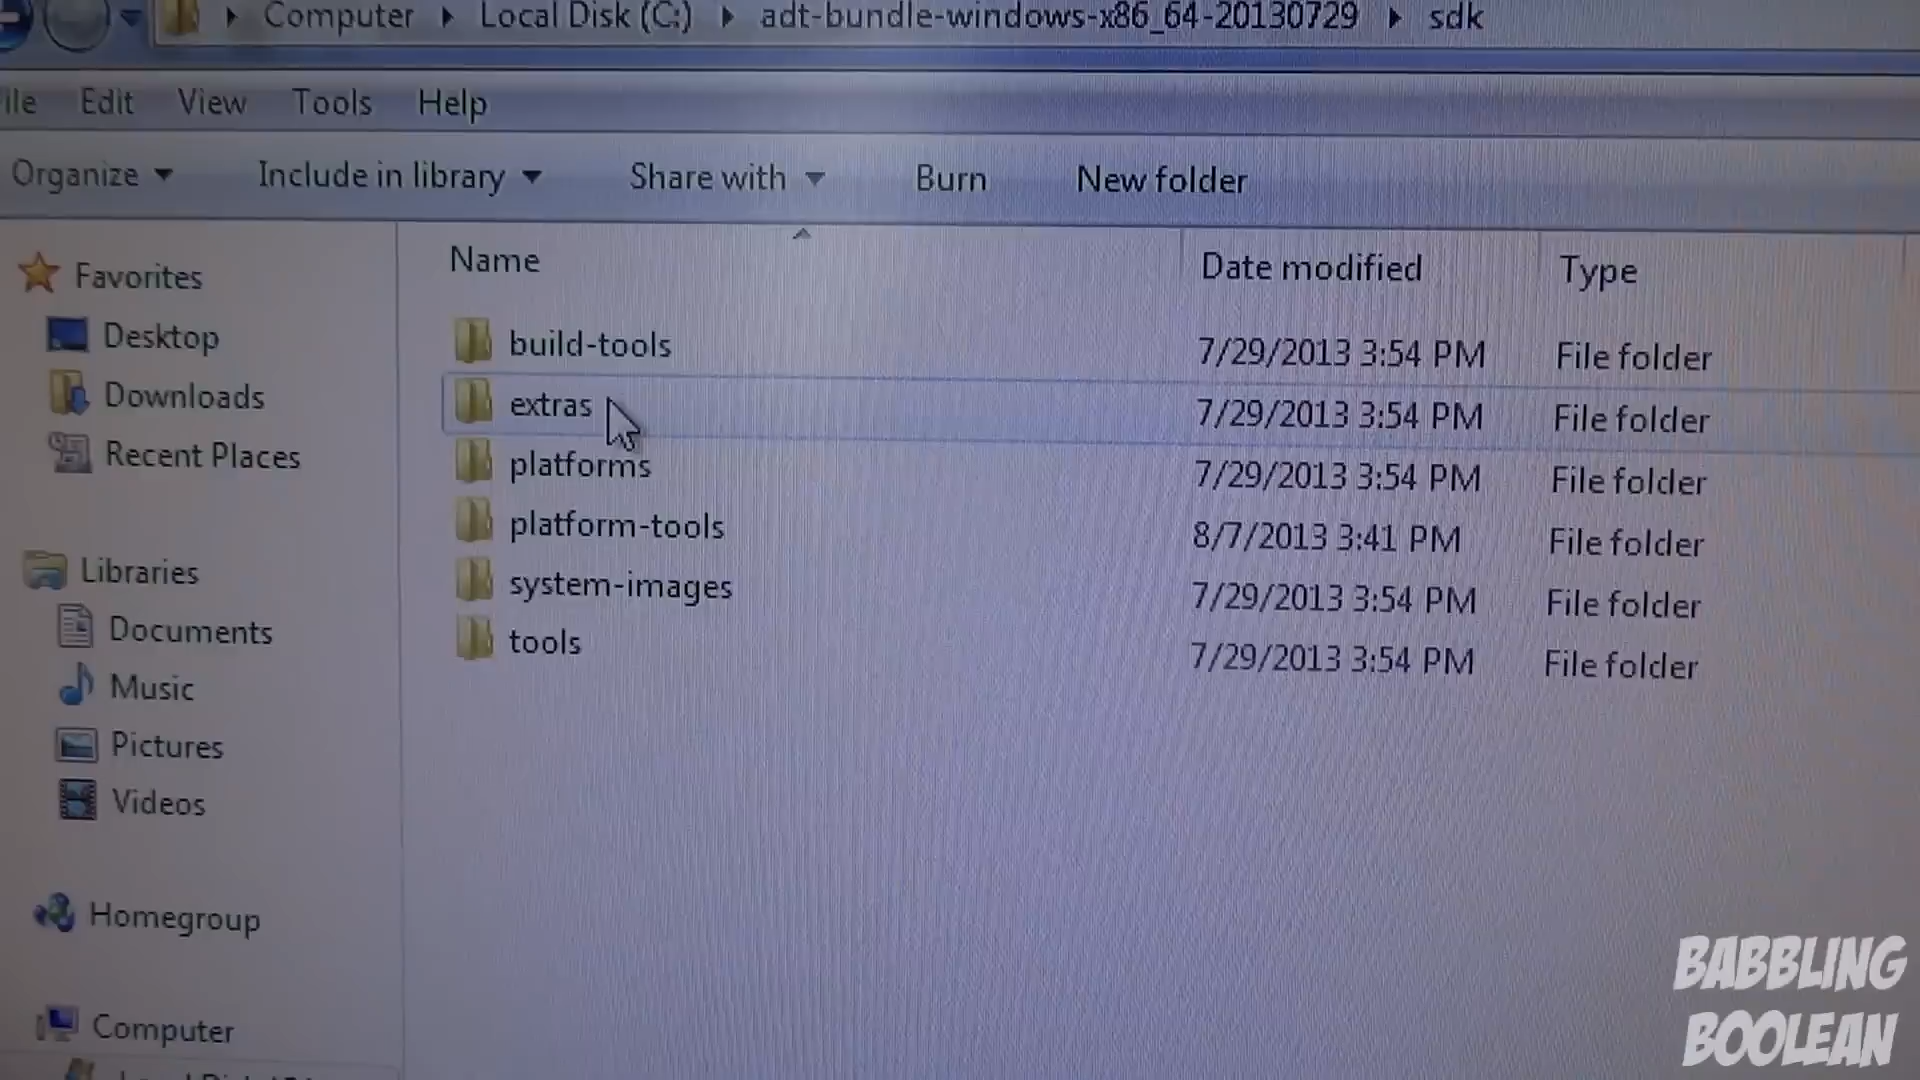 Computer Local Disk (C:) adt-bundle-windows-x86_64-20130729 sdk
Edit View Tools Help
Organize Include in library Share with Burn New folder
Name Date modified Type
Favorites
Desktop
Downloads
Recent Places
Libraries
Documents
Music
Pictures
Videos
Homegroup
Computer
build-tools 7/29/2013 3:54 PM File folder
extras 7/29/2013 3:54 PM File folder
platforms 7/29/2013 3:54 PM File folder
platform-tools 8/7/2013 3:41 PM File folder
system-images 7/29/2013 3:54 PM File folder
tools 7/29/2013 3:54 PM File folder
BABBLING
BOOLEAN